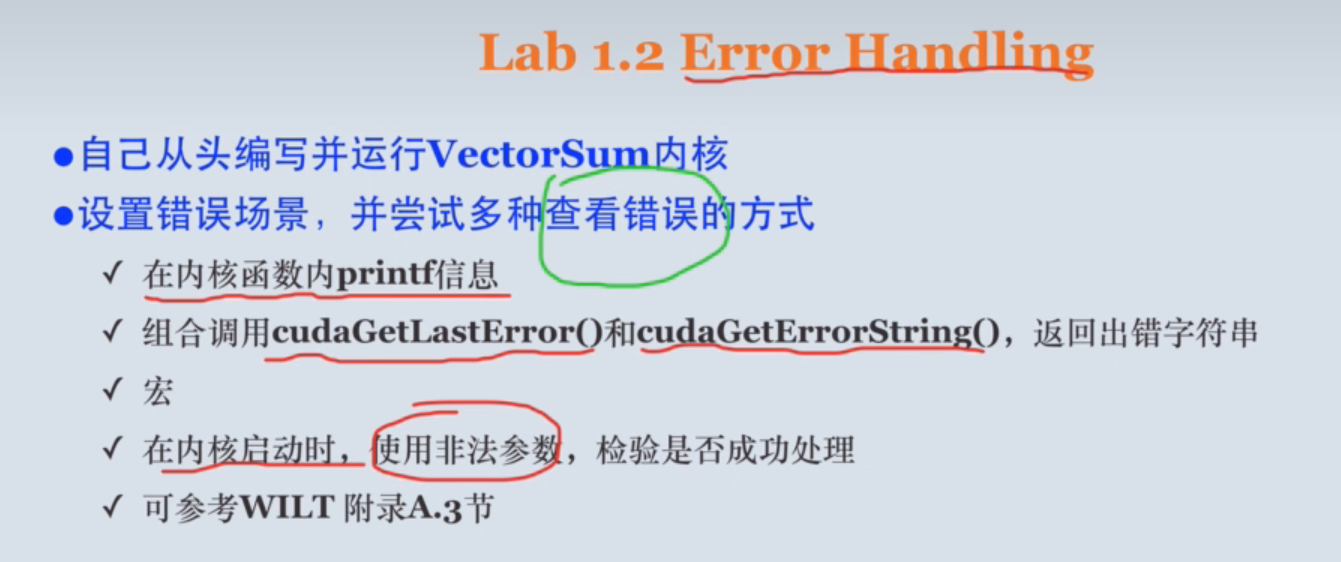 Lab 1.2 Error Handling
●自己从头编写并运行VectorSum内核
●设置错误场景，并尝试多种查看错误的方式
✓ 在内核函数内printf信息
✓ 组合调用cudaGetLastError()和cudaGetErrorString()，返回出错字符串
✓ 宏
✓ 在内核启动时，使用非法参数，检验是否成功处理
✓ 可参考WILT 附录A.3节